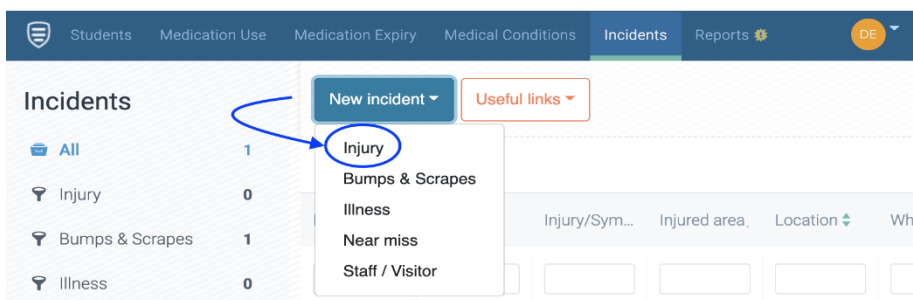 Students Medication Use Medication Expiry Medical Conditions Incidents Reports DE
Incidents
New incident Useful links
All 1
Injury 0
Bumps & Scrapes 1
Illness 0
Injury
Bumps & Scrapes
Illness
Near miss
Staff / Visitor
Injury/Sym... Injured area Location Wh